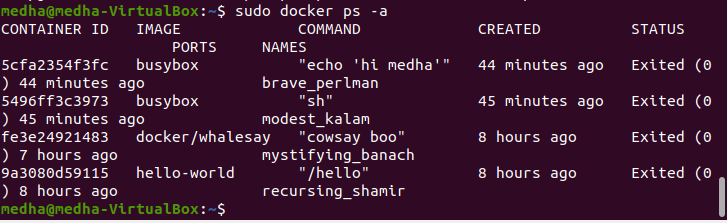 medha@medha-VirtualBox:~$ sudo docker ps -a
CONTAINER ID   IMAGE             COMMAND              CREATED          STATUS
                     PORTS     NAMES
5cfa2354f3fc   busybox           "echo 'hi medha'"    44 minutes ago   Exited (0
) 44 minutes ago               brave_perlman
5496ff3c3973   busybox           "sh"                 45 minutes ago   Exited (0
) 45 minutes ago               modest_kalam
fe3e24921483   docker/whalesay   "cowsay boo"         8 hours ago      Exited (0
) 7 hours ago                  mystifying_banach
9a3080d59115   hello-world       "/hello"             8 hours ago      Exited (0
) 8 hours ago                  recursing_shamir
medha@medha-VirtualBox:~$